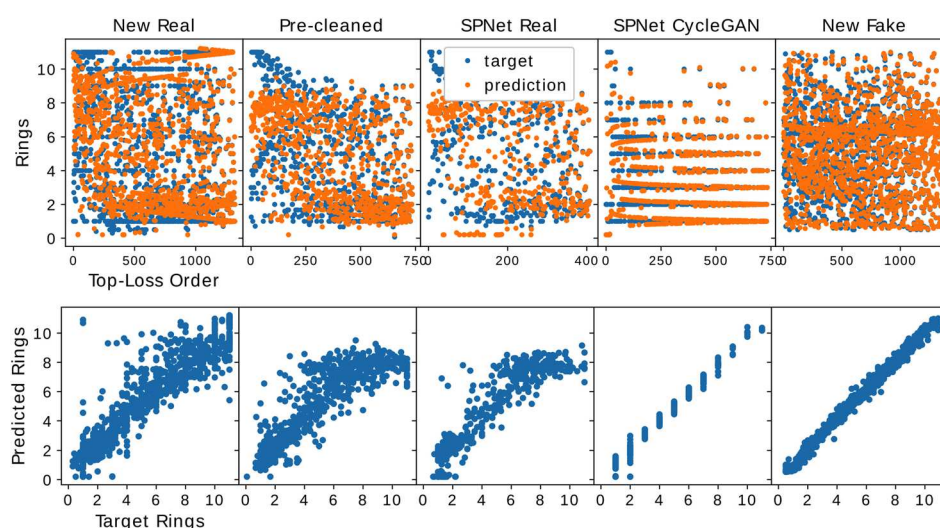 New Real
Pre-cleaned
SPNet Real
SPNet CycleGAN
New Fake
Rings
10
8
6
4
2
0
target
prediction
0 500 1000
0 250 500 750
0 200 400
0 250 500 750
0 500 1000
Top-Loss Order
Predicted Rings
10
8
6
4
2
0
0 2 4 6 8 10
0 2 4 6 8 10
0 2 4 6 8 10
0 2 4 6 8 10
0 2 4 6 8 10
Target Rings